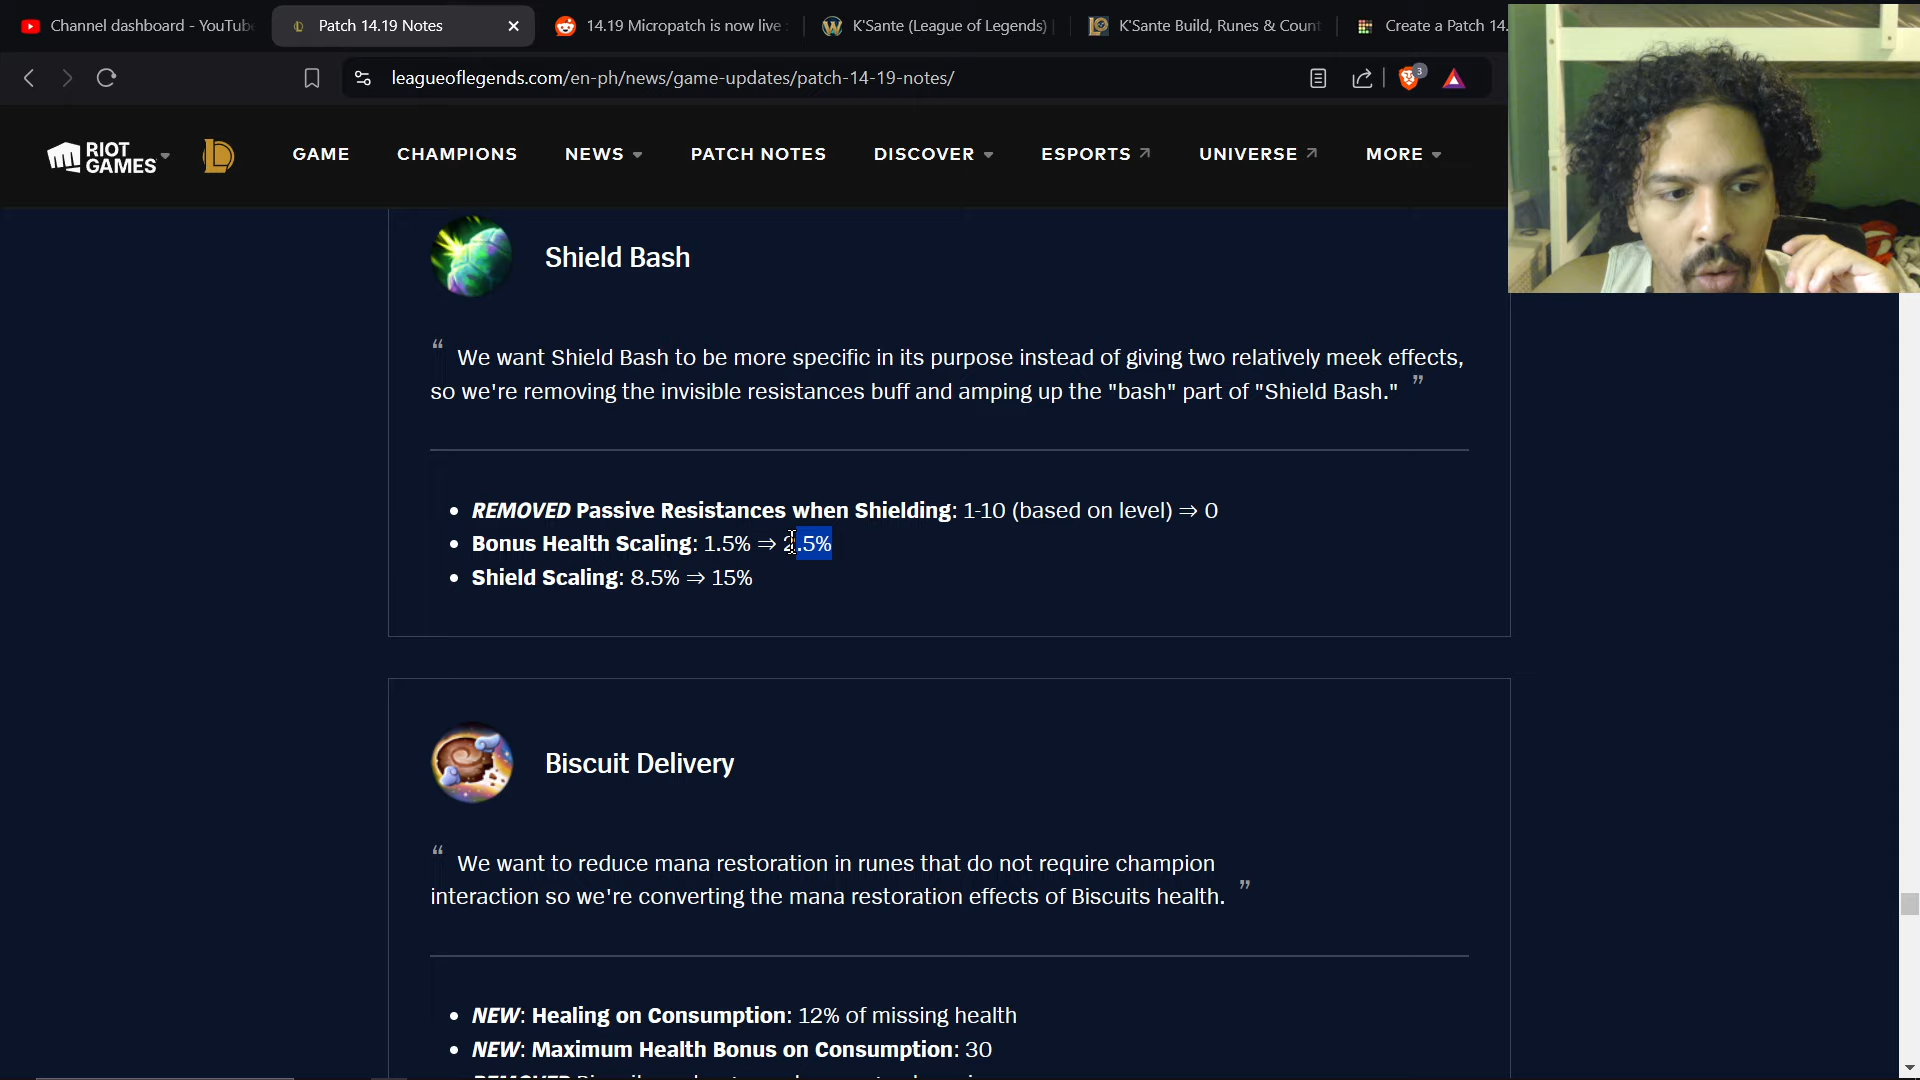 Channel dashboard - YouTube
Patch 14.19 Notes
14.19 Micropatch is now live
K'Sante (League of Legends)
K'Sante Build, Runes & Count
Create a Patch 14.
leagueoflegends.com/en-ph/news/game-updates/patch-14-19-notes/
3
RIOT GAMES
GAME
CHAMPIONS
NEWS
PATCH NOTES
DISCOVER
ESPORTS
UNIVERSE
MORE
Shield Bash
“ We want Shield Bash to be more specific in its purpose instead of giving two relatively meek effects,
so we're removing the invisible resistances buff and amping up the "bash" part of "Shield Bash." ”
• REMOVED Passive Resistances when Shielding: 1-10 (based on level) ⇒ 0
• Bonus Health Scaling: 1.5% ⇒ 2.5%
• Shield Scaling: 8.5% ⇒ 15%
Biscuit Delivery
“ We want to reduce mana restoration in runes that do not require champion
interaction so we're converting the mana restoration effects of Biscuits health. ”
• NEW: Healing on Consumption: 12% of missing health
• NEW: Maximum Health Bonus on Consumption: 30
REMOVED